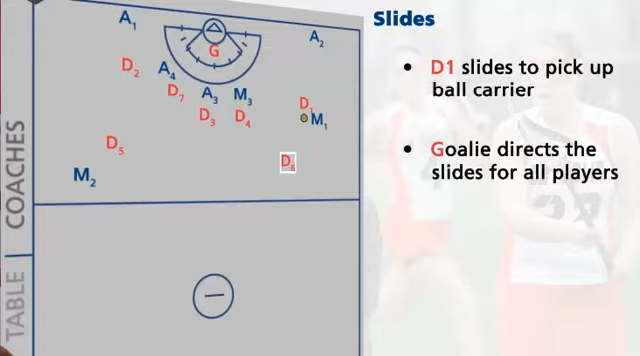 Slides
• D1 slides to pick up
ball carrier
• Goalie directs the
slides for all players
A1
A2
G
D2
A4
D7
A3
M3
D1
M1
D3
D4
D5
D6
M2
COACHES
TABLE